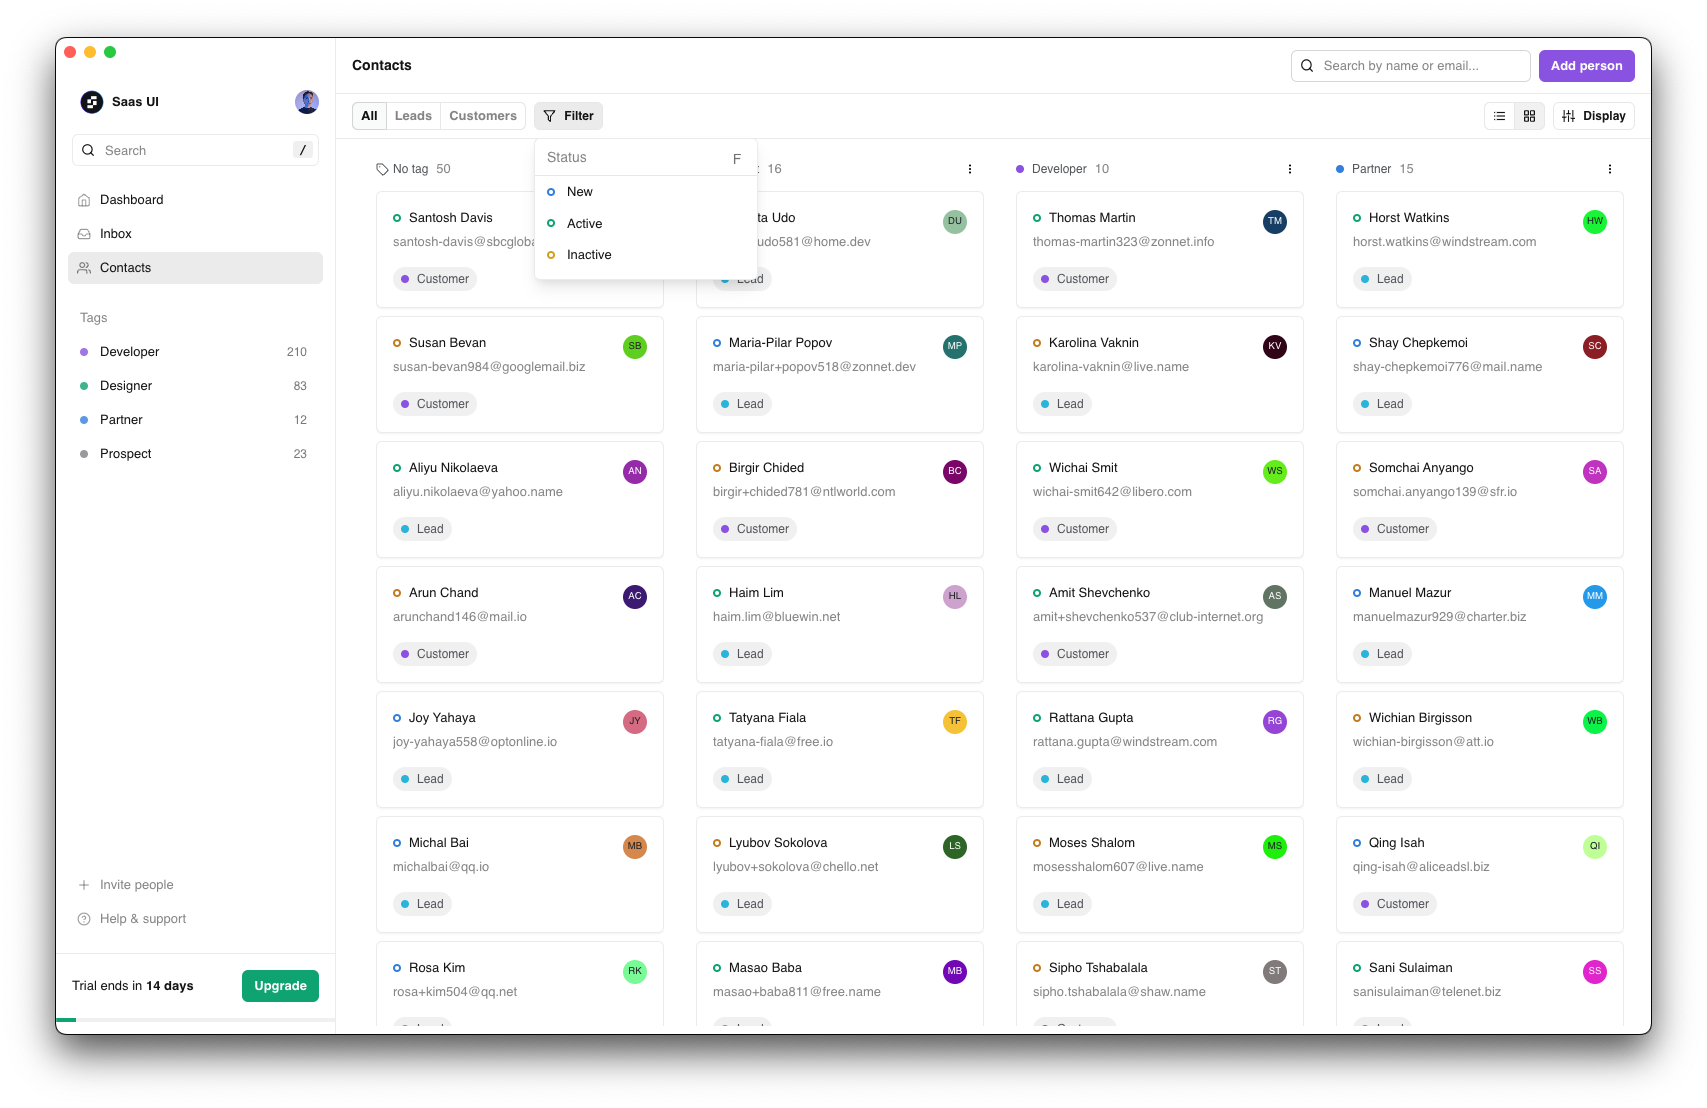 Contacts
Search by name or email...
Add person
Saas UI
All
Leads
Customers
Filter
Display
Search
/
Dashboard
Inbox
Contacts
Tags
Developer 210
Designer 83
Partner 12
Prospect 23
Invite people
Help & support
Trial ends in 14 days
Upgrade
Status F
New
Active
Inactive
No tag 50
Santosh Davis
Customer
Susan Bevan
SB
susan-bevan984@googlemail.biz
Customer
Aliyu Nikolaeva
AN
aliyu.nikolaeva@yahoo.name
Lead
Arun Chand
AC
arunchand146@mail.io
Customer
Joy Yahaya
JY
joy-yahaya558@optonline.io
Lead
Michal Bai
MB
michalbai@qq.io
Lead
Rosa Kim
RK
rosa+kim504@qq.net
16
Udo
DU
udo581@home.dev
Lead
Maria-Pilar Popov
MP
maria-pilar+popov518@zonnet.dev
Lead
Birgir Chided
BC
birgir+chided781@ntlworld.com
Customer
Haim Lim
HL
haim.lim@bluewin.net
Lead
Tatyana Fiala
TF
tatyana-fiala@free.io
Lead
Lyubov Sokolova
LS
lyubov+sokolova@chello.net
Lead
Masao Baba
MB
masao+baba811@free.name
Developer 10
Thomas Martin
TM
thomas-martin323@zonnet.info
Customer
Karolina Vaknin
KV
karolina-vaknin@live.name
Lead
Wichai Smit
WS
wichai-smit642@libero.com
Customer
Amit Shevchenko
AS
amit+shevchenko537@club-internet.org
Customer
Rattana Gupta
RG
rattana.gupta@windstream.com
Lead
Moses Shalom
MS
mosesshalom607@live.name
Lead
Sipho Tshabalala
ST
sipho.tshabalala@shaw.name
Partner 15
Horst Watkins
HW
horst.watkins@windstream.com
Lead
Shay Chepkemoi
SC
shay-chepkemoi776@mail.name
Lead
Somchai Anyango
SA
somchai.anyango139@sfr.io
Customer
Manuel Mazur
MM
manuelmazur929@charter.biz
Lead
Wichian Birgisson
WB
wichian-birgisson@att.io
Lead
Qing Isah
QI
qing-isah@aliceadsl.biz
Customer
Sani Sulaiman
SS
sanisulaiman@telenet.biz